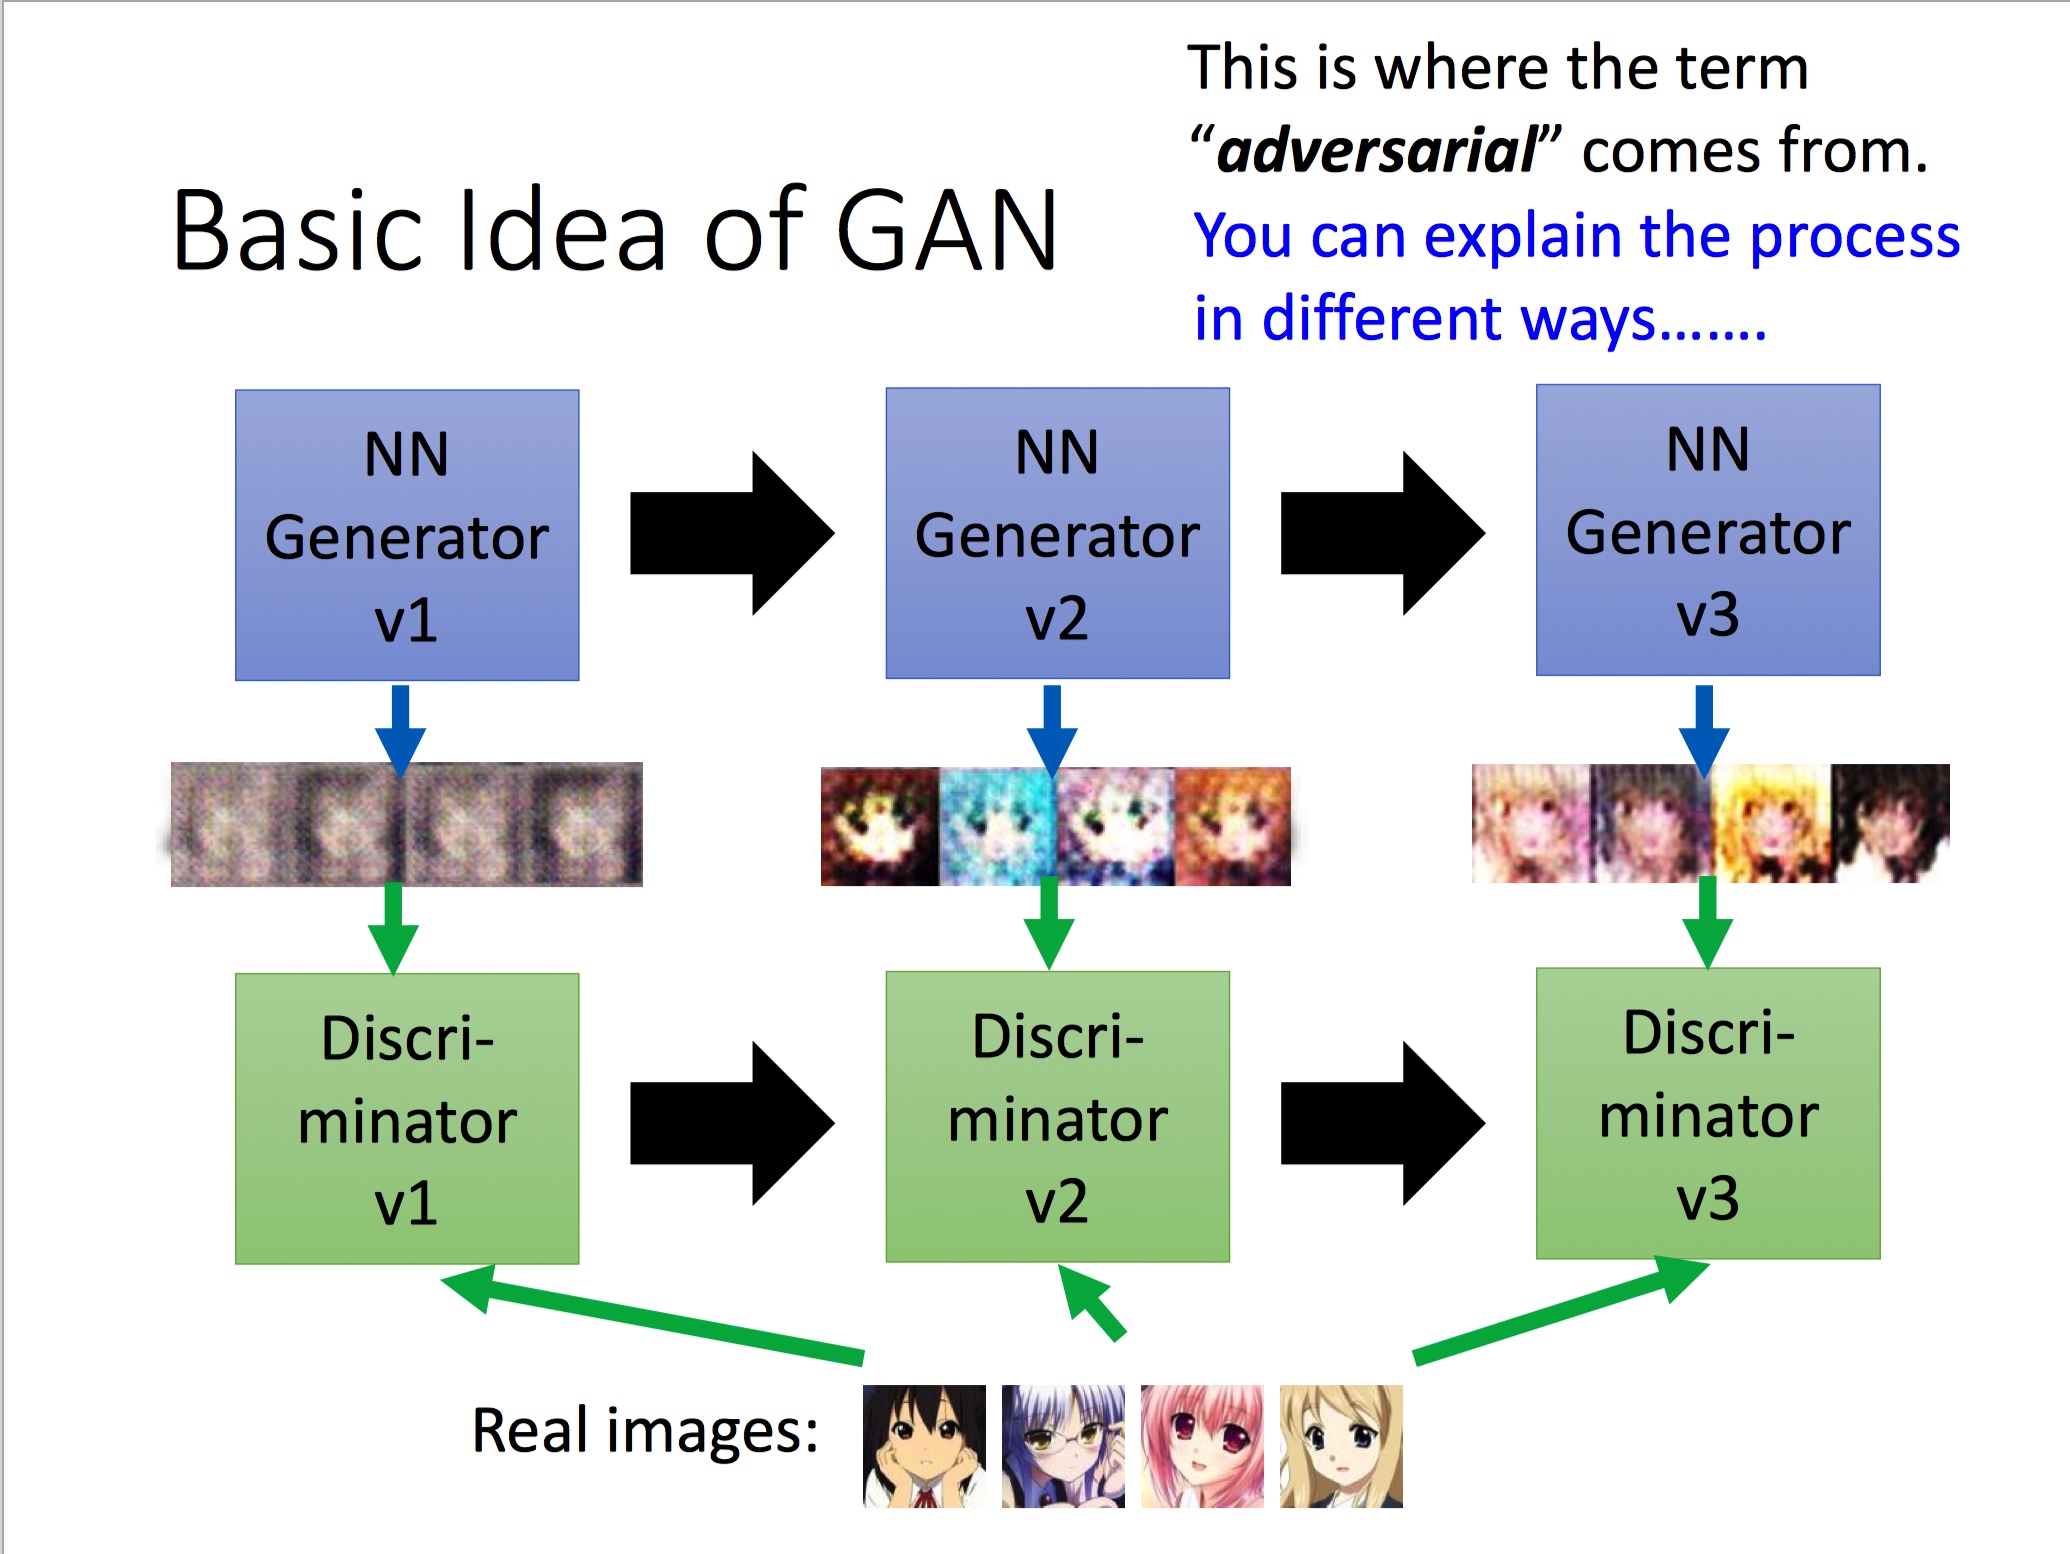 This is where the term
“adversarial” comes from.
You can explain the process
in different ways…….
Basic Idea of GAN
NN
Generator
v1
NN
Generator
v2
NN
Generator
v3
Discri-
minator
v1
Discri-
minator
v2
Discri-
minator
v3
Real images: